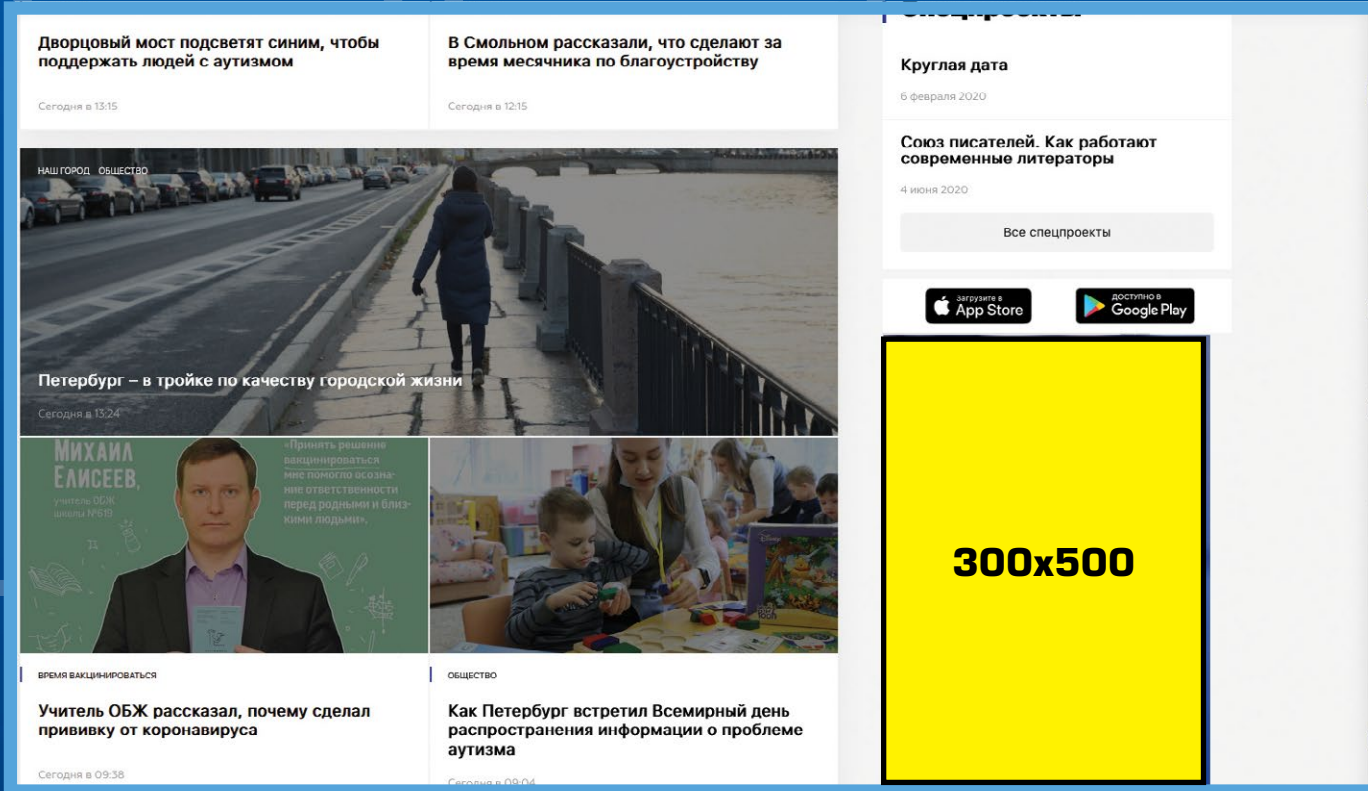 Дворцовый мост подсветят синим, чтобы
поддержать людей с аутизмом
Сегодня в 13:15
В Смольном рассказали, что сделают за
время месячника по благоустройству
Сегодня в 12:15
НАШ ГОРОД ОБЩЕСТВО
Петербург – в тройке по качеству городской жизни
Сегодня в 13:24
МИХАИЛ
ЕЛИСЕЕВ,
учитель ОБЖ
школы №619
«Принять решение
вакцинироваться
мне помогло осозна-
ние ответственности
перед родными и близ-
кими людьми».
ВРЕМЯ ВАКЦИНИРОВАТЬСЯ
Учитель ОБЖ рассказал, почему сделал
прививку от коронавируса
Сегодня в 09:38
Disney
ОБЩЕСТВО
Как Петербург встретил Всемирный день
распространения информации о проблеме
аутизма
Сегодня в 09:04
Спецпроекты
Круглая дата
6 февраля 2020
Союз писателей. Как работают
современные литераторы
4 июня 2020
Все спецпроекты
Загрузите в
App Store
ДОСТУПНО В
Google Play
300x500